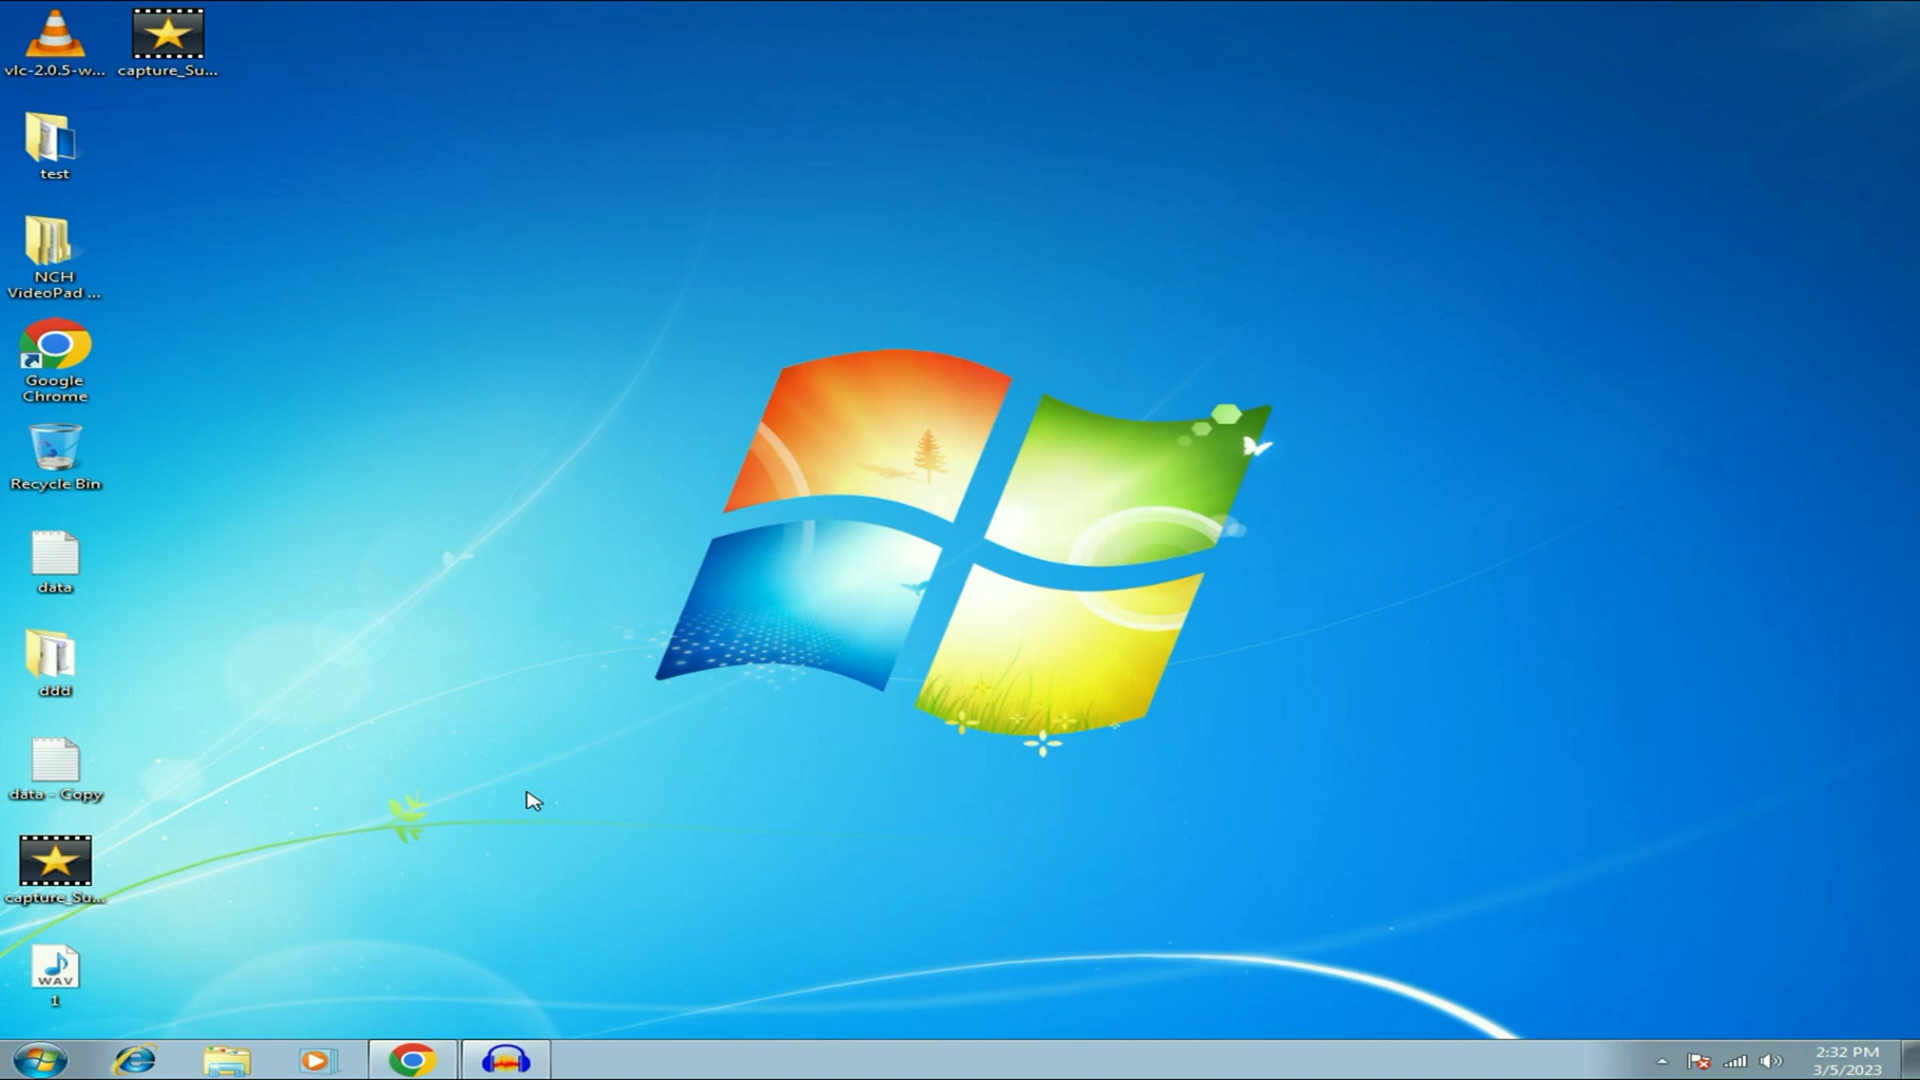 vlc-2.0.5-w...
capture_Su...
test
NCH
VideoPad ...
Google
Chrome
Recycle Bin
data
ddd
data - Copy
capture_Su...
WAV
1
2:32 PM
3/5/2023